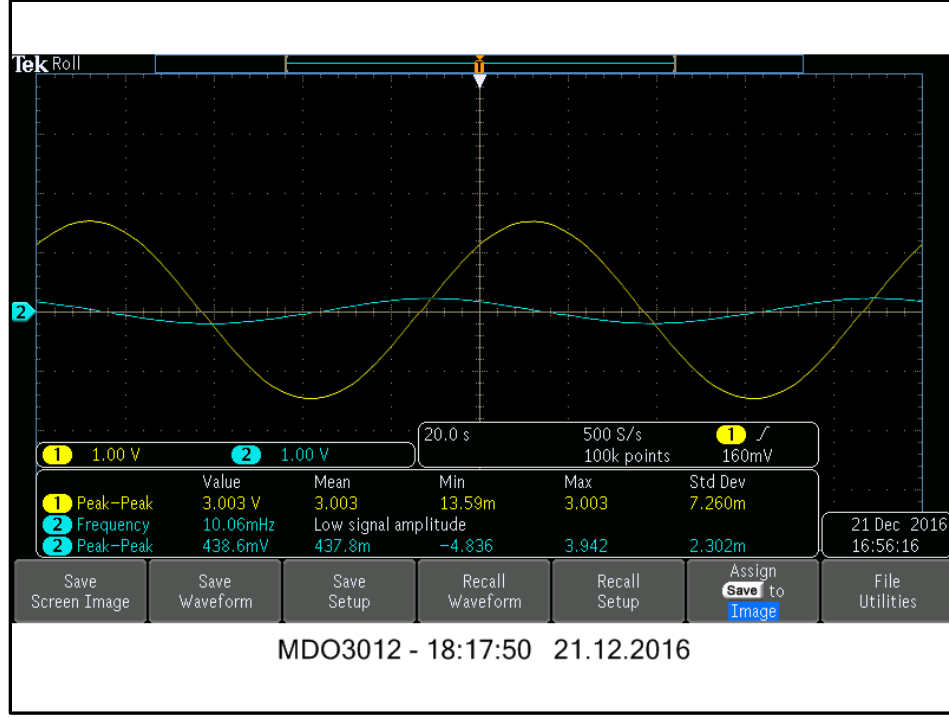 Tek Roll
T
2
20.0 s 500 S/s 1 /
100k points 160mV
1 1.00 V 2 1.00 V
Value Mean Min Max Std Dev
1 Peak-Peak 3.003 V 3.003 13.59m 3.003 7.260m
2 Frequency 10.06mHz Low signal amplitude
2 Peak-Peak 438.6mV 437.8m -4.836 3.942 2.302m
21 Dec 2016
16:56:16
Save Screen Image
Save Waveform
Save Setup
Recall Waveform
Recall Setup
Assign Save to Image
File Utilities
MDO3012 - 18:17:50 21.12.2016